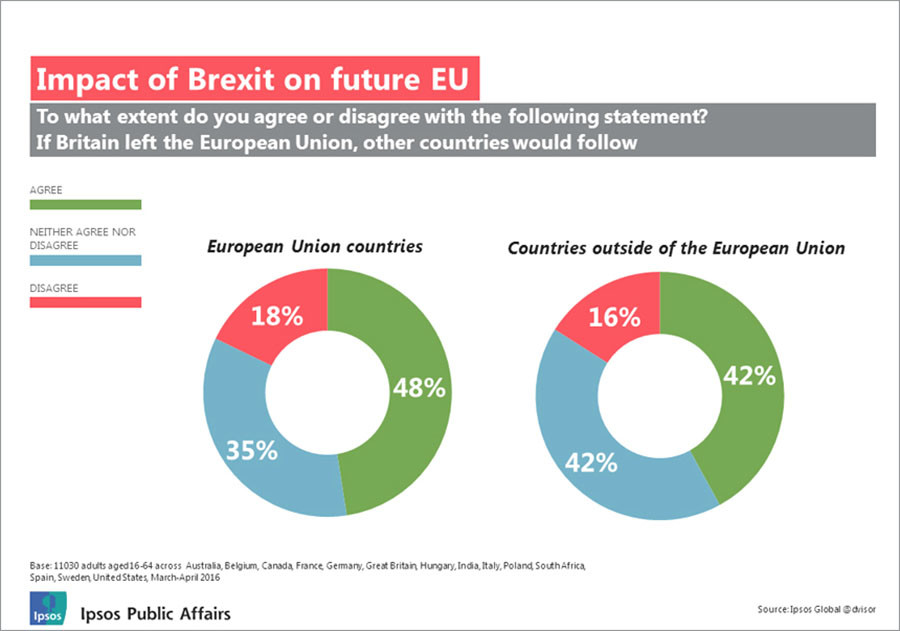 Impact of Brexit on future EU
To what extent do you agree or disagree with the following statement?
If Britain left the European Union, other countries would follow
AGREE
NEITHER AGREE NOR
DISAGREE
DISAGREE
European Union countries
18%
48%
35%
Countries outside of the European Union
16%
42%
42%
Base: 11030 adults aged 16-64 across Australia, Belgium, Canada, France, Germany, Great Britain, Hungary, India, Italy, Poland, South Africa,
Spain, Sweden, United States, March-April 2016
Ipsos
Ipsos Public Affairs
Source: Ipsos Global @dvisor